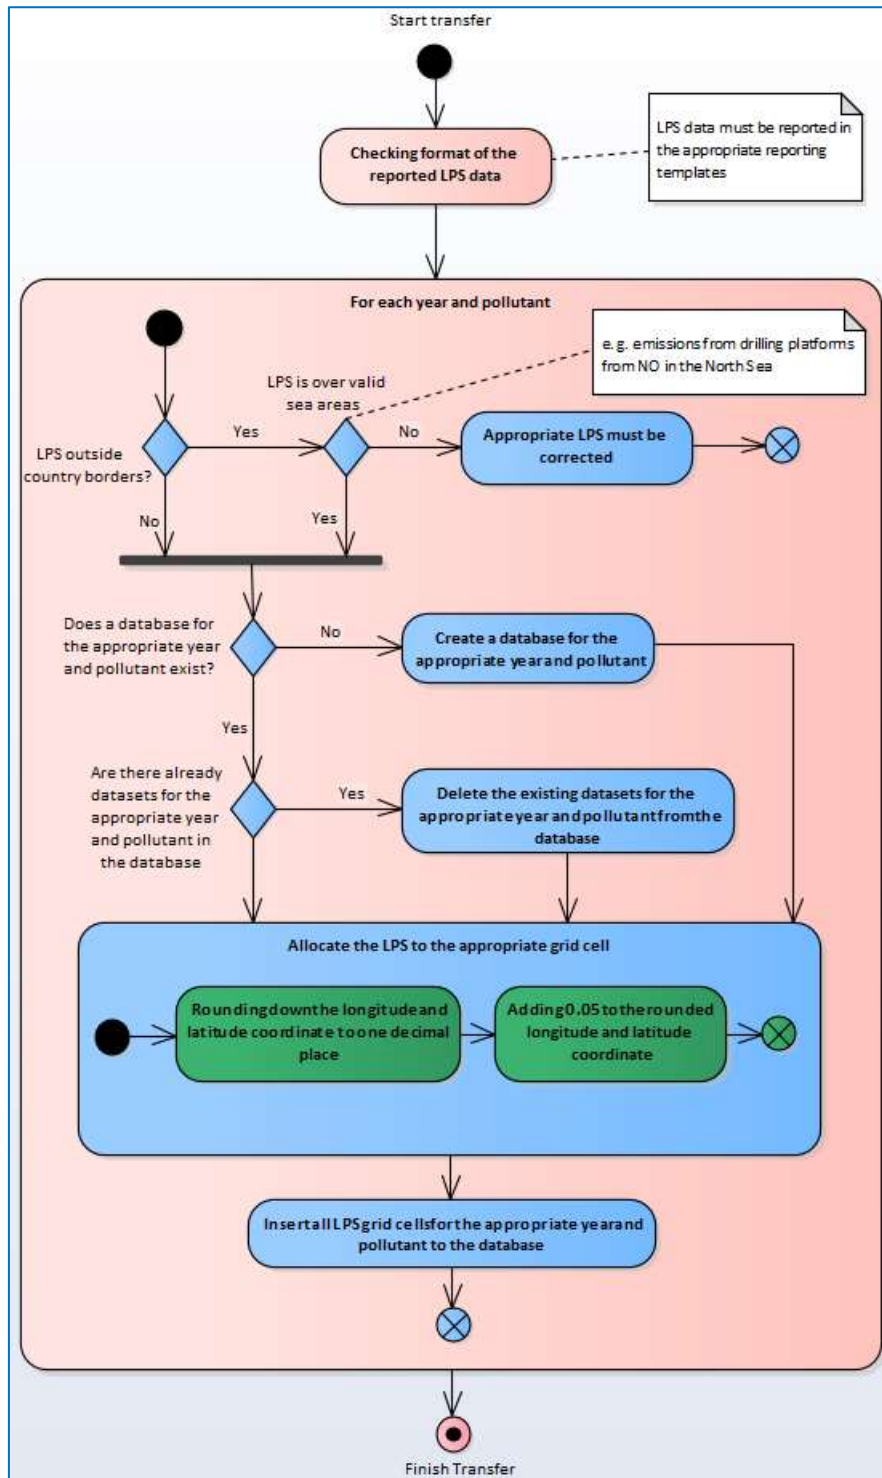 Start transfer
Checking format of the
reported LPS data
LPS data must be reported in
the appropriate reporting
templates
For each year and pollutant
e.g. emissions from drilling platforms
from NO in the North Sea
LPS is over valid
sea areas
Yes
No
Appropriate LPS must be
corrected
LPS outside
country borders?
No
Yes
Does a database for
the appropriate year
and pollutant exist?
No
Create a database for the
appropriate year and pollutant
Yes
Are there already
datasets for the
appropriate year
and pollutant in
the database
Yes
Delete the existing datasets for the
appropriate year and pollutant from the
database
Allocate the LPS to the appropriate grid cell
Rounding down the longitude and
latitude coordinate to one decimal
place
Adding 0.05 to the rounded
longitude and latitude
coordinate
Insert all LPS grid cells for the appropriate year and
pollutant to the database
Finish Transfer